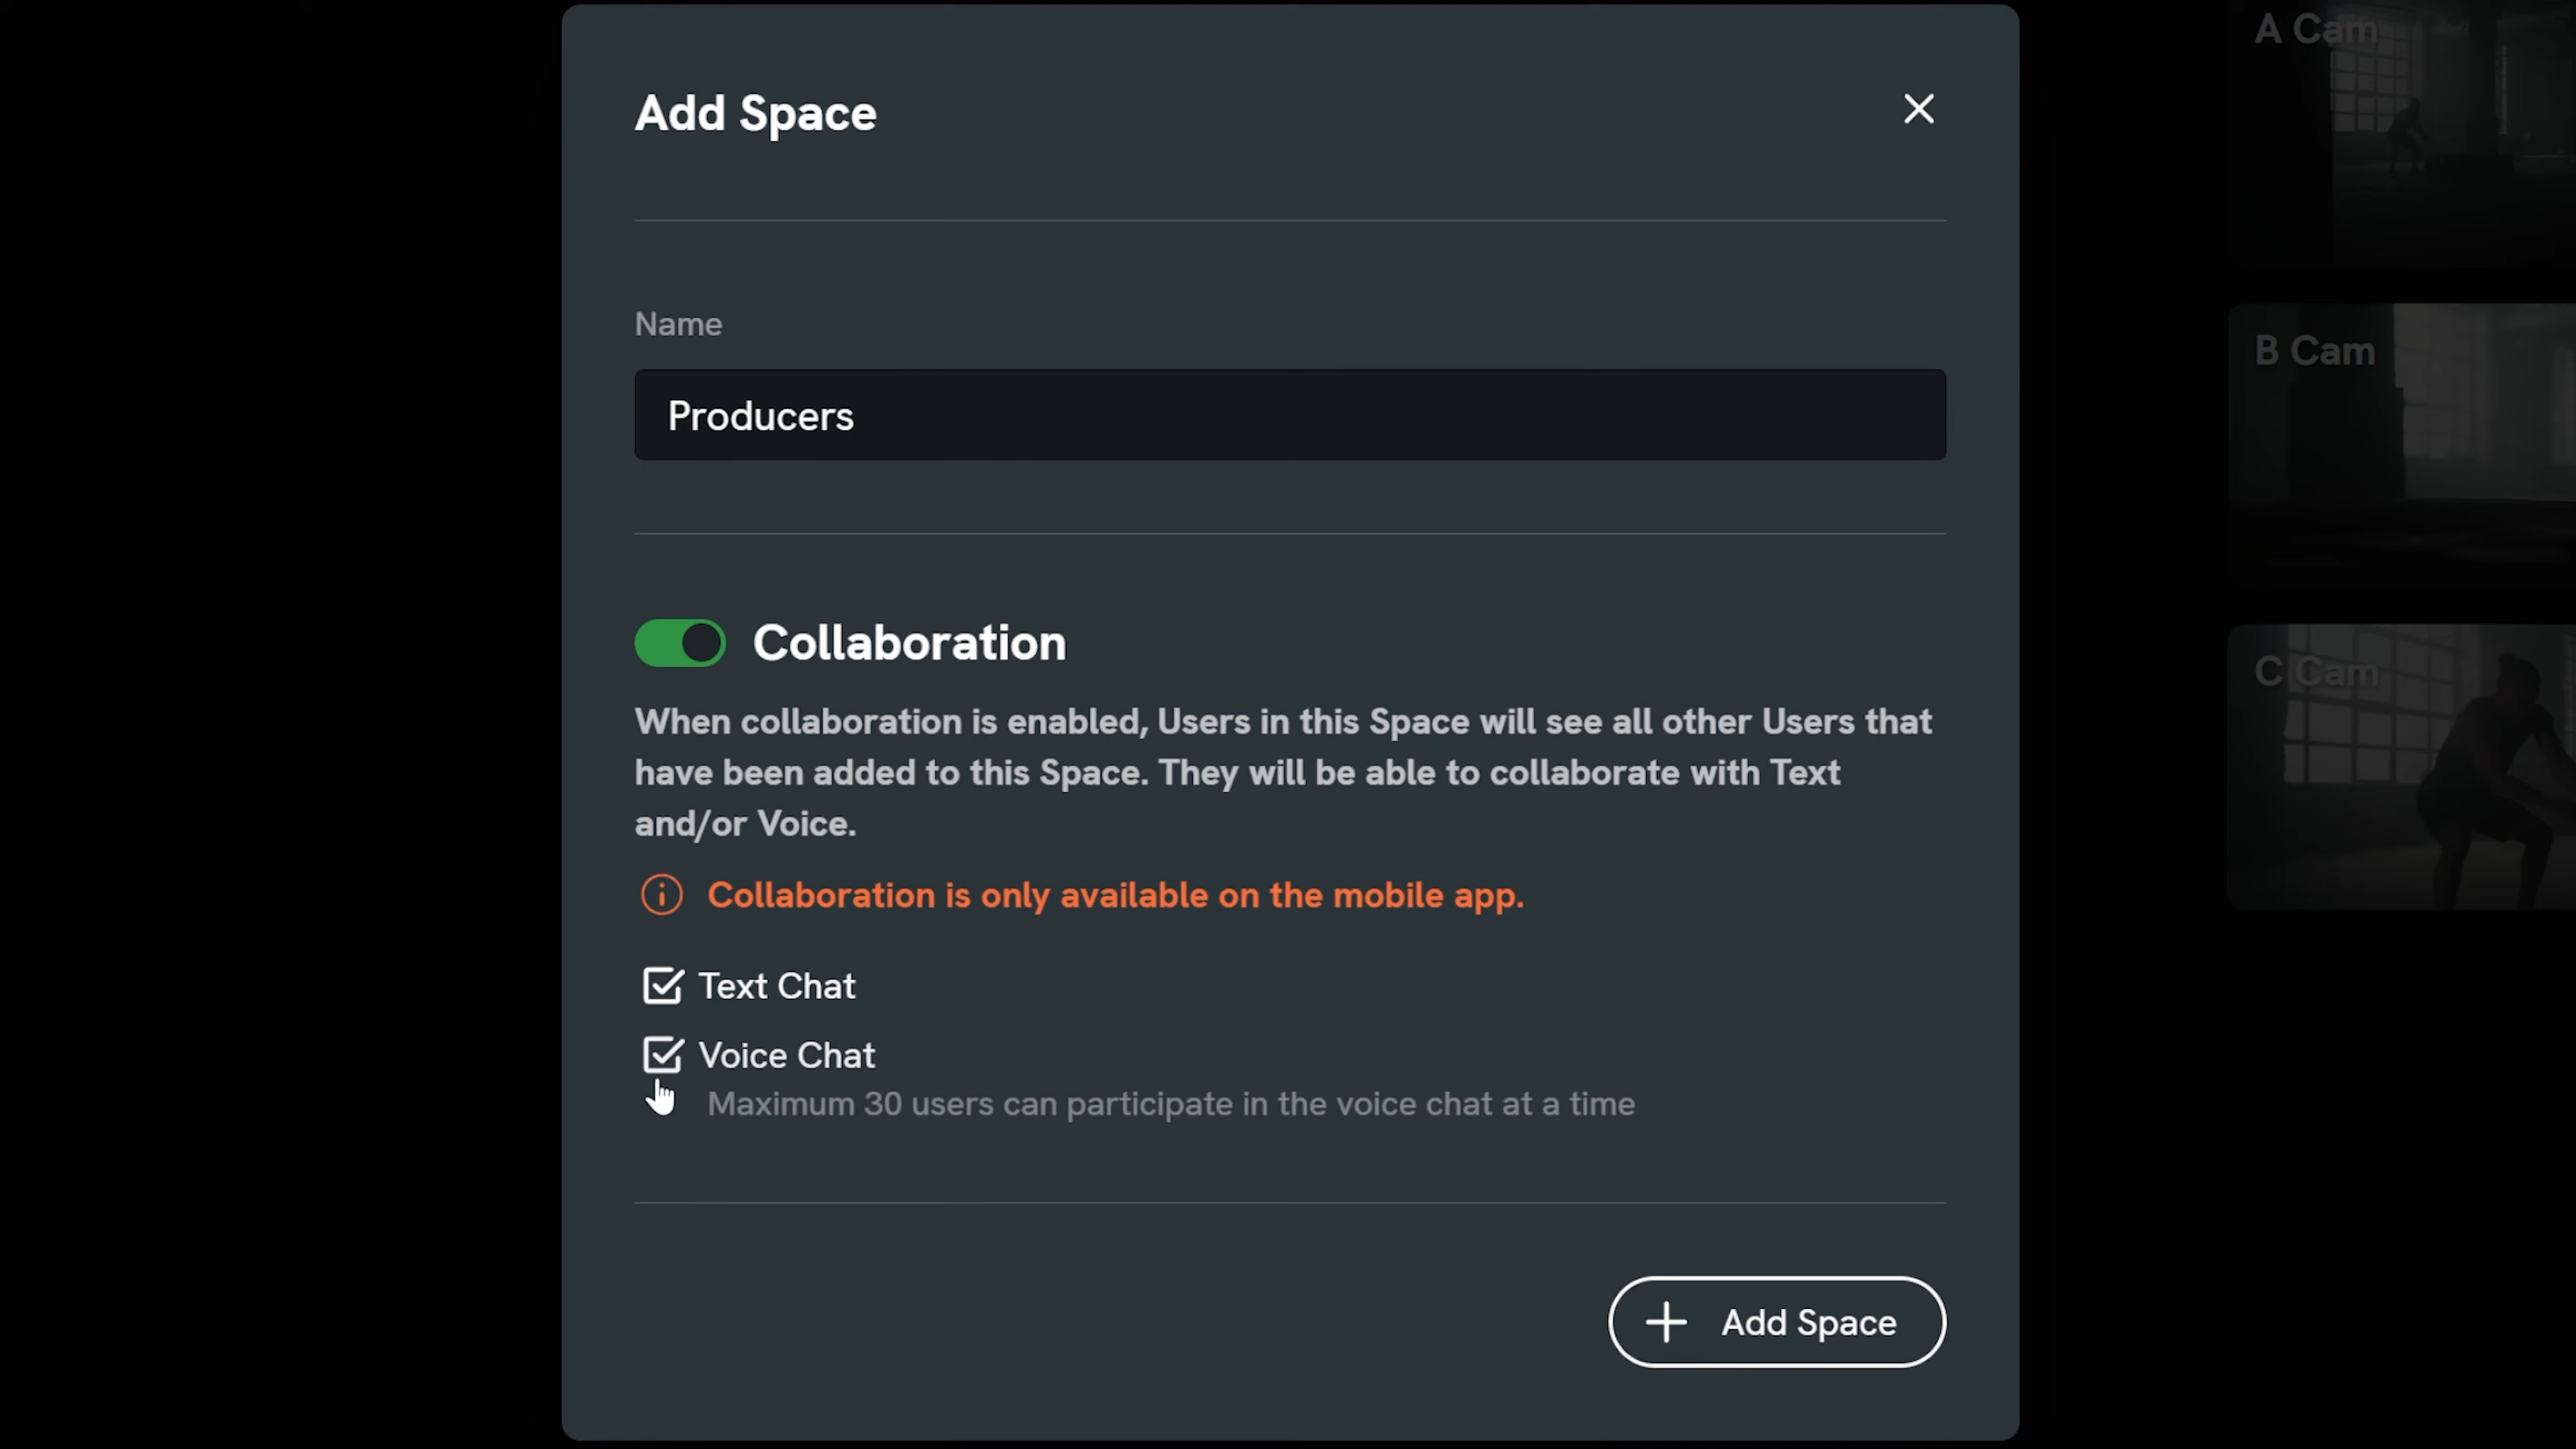 Add Space
Name
Producers
Collaboration
When collaboration is enabled, Users in this Space will see all other Users that
have been added to this Space. They will be able to collaborate with Text
and/or Voice.
Collaboration is only available on the mobile app.
Text Chat
Voice Chat
Maximum 30 users can participate in the voice chat at a time
Add Space
A Cam
B Cam
C Cam